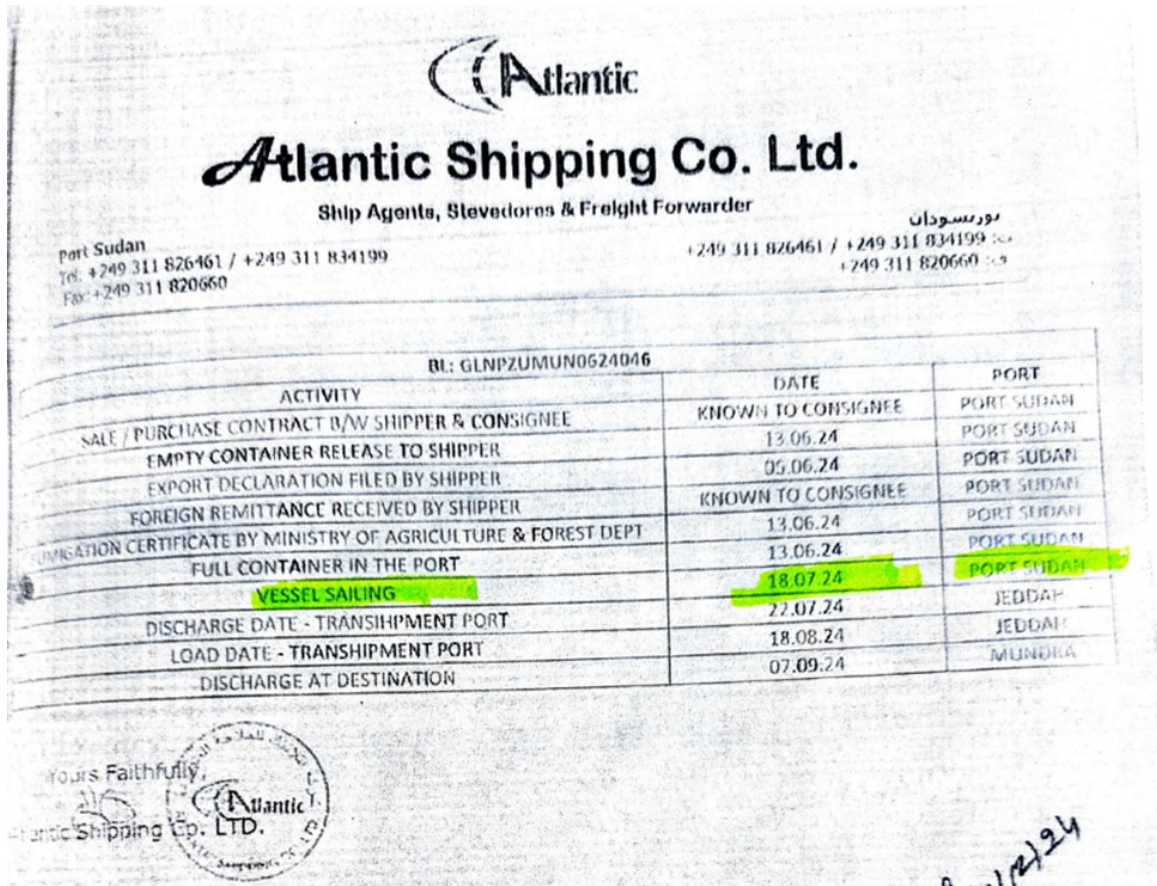 Atlantic
Atlantic Shipping Co. Ltd.
Ship Agents, Stevedores & Freight Forwarder
Port Sudan
Tel: +249 311 826461 / +249 311 834199
Fax: +249 311 820660
بورتسودان
+249 311 826461 / +249 311 834199 :ت
+249 311 820660 :ف
BL: GLNPZUMUN0624046
ACTIVITY DATE PORT
SALE / PURCHASE CONTRACT B/W SHIPPER & CONSIGNEE KNOWN TO CONSIGNEE PORT SUDAN
EMPTY CONTAINER RELEASE TO SHIPPER 13.06.24 PORT SUDAN
EXPORT DECLARATION FILED BY SHIPPER 05.06.24 PORT SUDAN
FOREIGN REMITTANCE RECEIVED BY SHIPPER KNOWN TO CONSIGNEE PORT SUDAN
UMIGATION CERTIFICATE BY MINISTRY OF AGRICULTURE & FOREST DEPT 13.06.24 PORT SUDAN
FULL CONTAINER IN THE PORT 13.06.24 PORT SUDAN
VESSEL SAILING 18.07.24 PORT SUDAN
DISCHARGE DATE - TRANSIHPMENT PORT 22.07.24 JEDDAH
LOAD DATE - TRANSHIPMENT PORT 18.08.24 JEDDAH
DISCHARGE AT DESTINATION 07.09.24 MUNDRA
Yours Faithfully,
Atlantic
Atlantic Shipping Co. LTD.